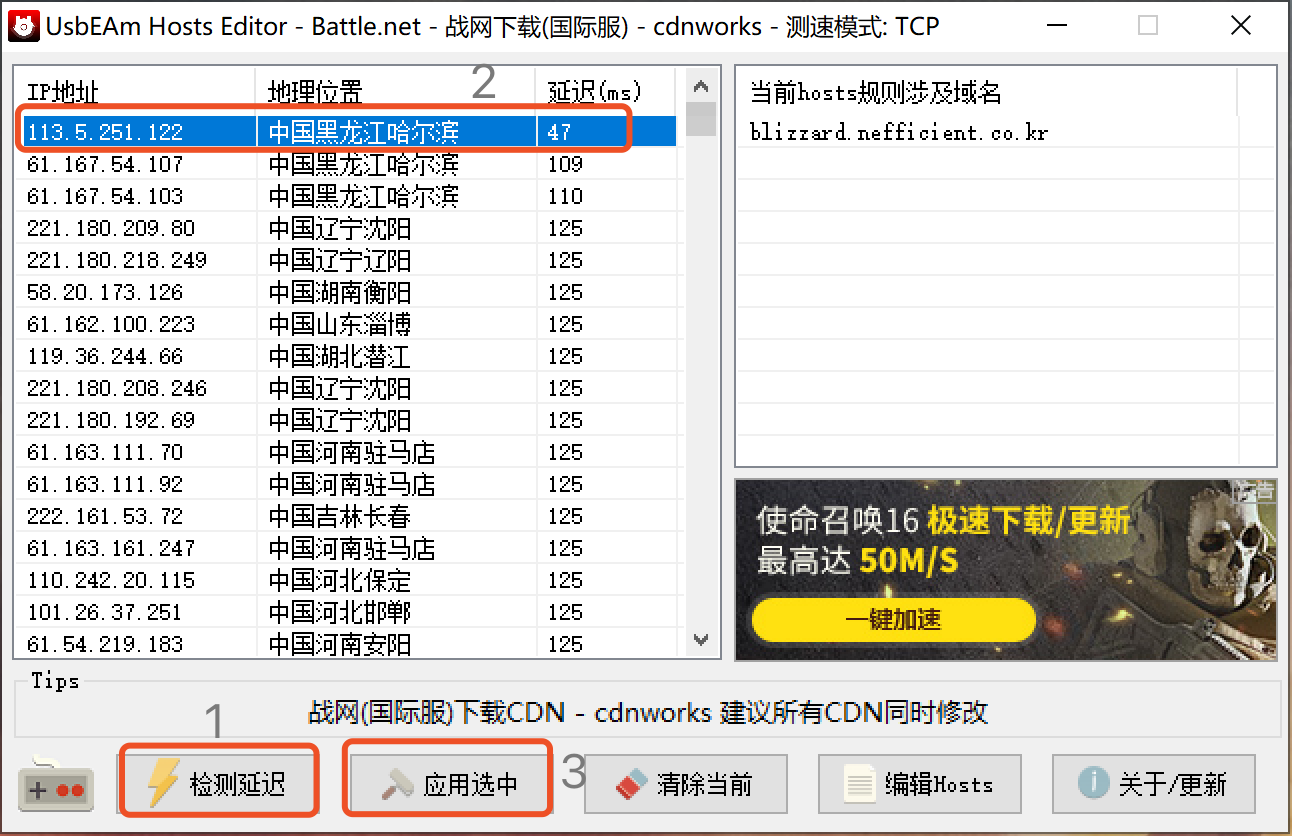 UsbEAm Hosts Editor - Battle.net - 战网下载(国际服) - cdnworks - 测速模式: TCP
IP地址 地理位置 2 延迟(ms)
113.5.251.122 中国黑龙江哈尔滨 47
61.167.54.107 中国黑龙江哈尔滨 109
61.167.54.103 中国黑龙江哈尔滨 110
221.180.209.80 中国辽宁沈阳 125
221.180.218.249 中国辽宁辽阳 125
58.20.173.126 中国湖南衡阳 125
61.162.100.223 中国山东淄博 125
119.36.244.66 中国湖北潜江 125
221.180.208.246 中国辽宁沈阳 125
221.180.192.69 中国辽宁沈阳 125
61.163.111.70 中国河南驻马店 125
61.163.111.92 中国河南驻马店 125
222.161.53.72 中国吉林长春 125
61.163.161.247 中国河南驻马店 125
110.242.20.115 中国河北保定 125
101.26.37.251 中国河北邯郸 125
61.54.219.183 中国河南安阳 125
当前hosts规则涉及域名
blizzard.nefficient.co.kr
广告
使命召唤16 极速下载/更新
最高达 50M/S
一键加速
Tips
战网(国际服)下载CDN - cdnworks 建议所有CDN同时修改
1
检测延迟 应用选中 3 清除当前 编辑Hosts 关于/更新